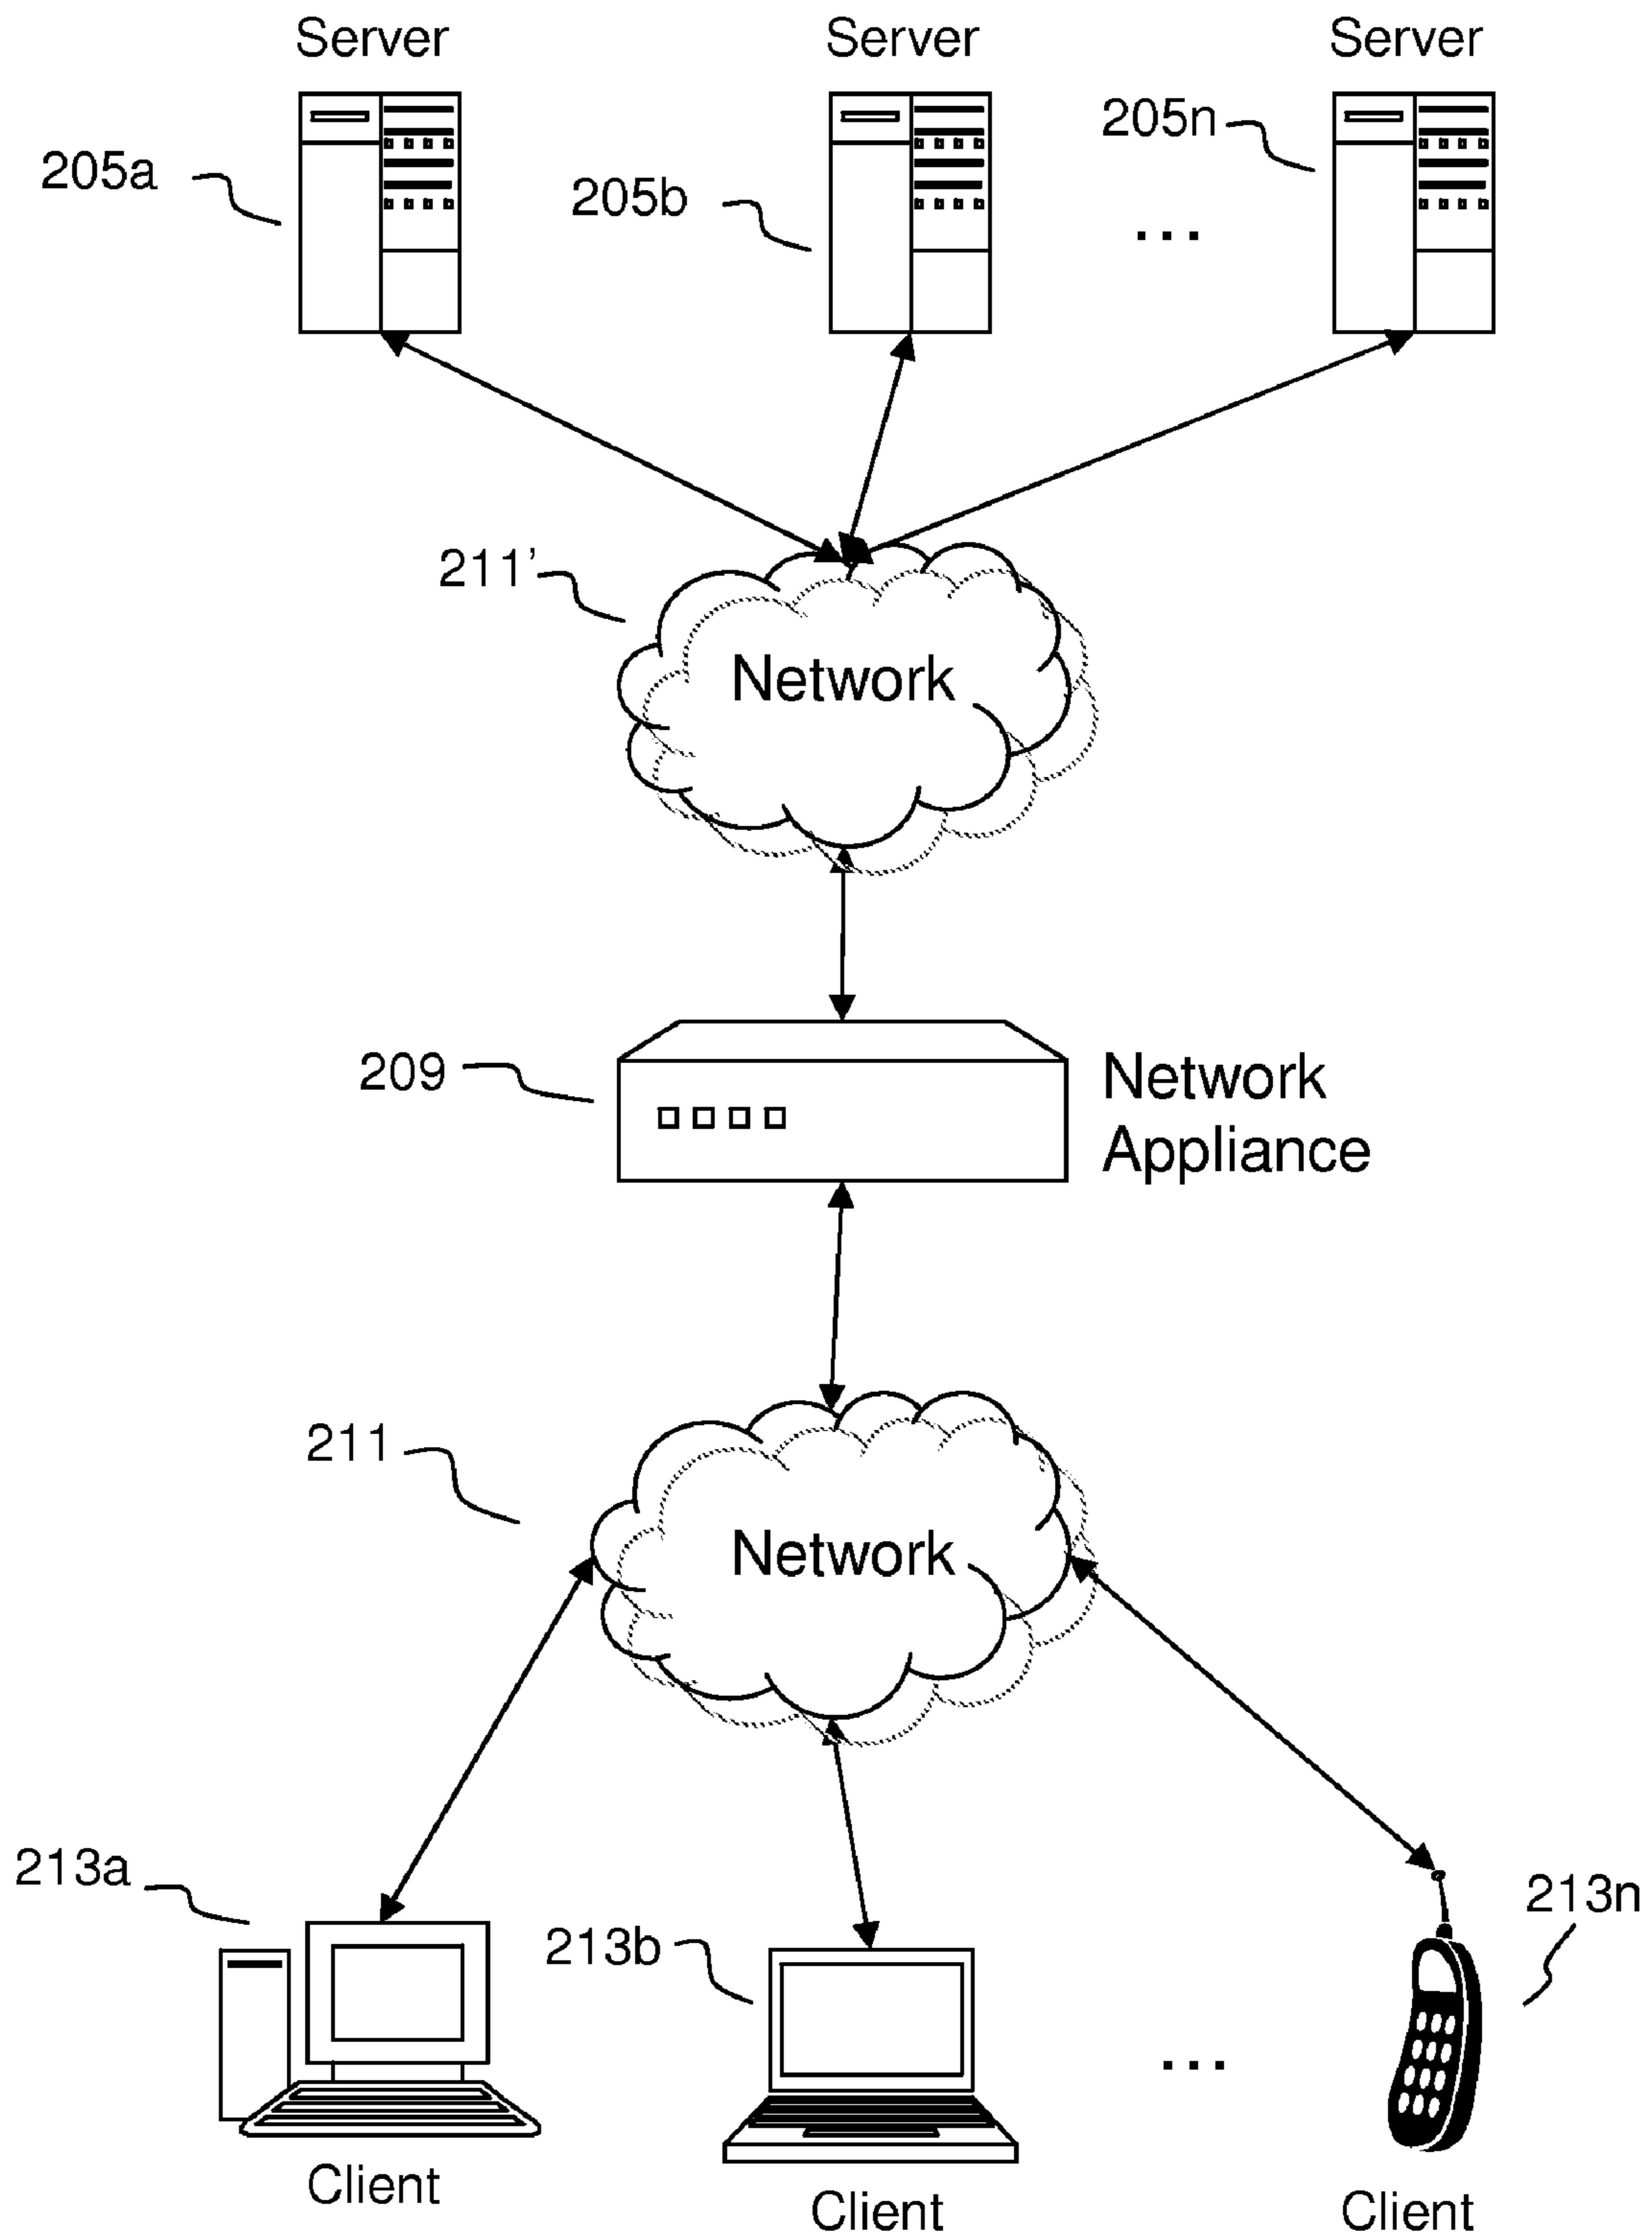 Server
Server
Server
205a
205b
205n
...
211’
Network
209
Network
Appliance
211
Network
213a
213b
...
213n
Client
Client
Client